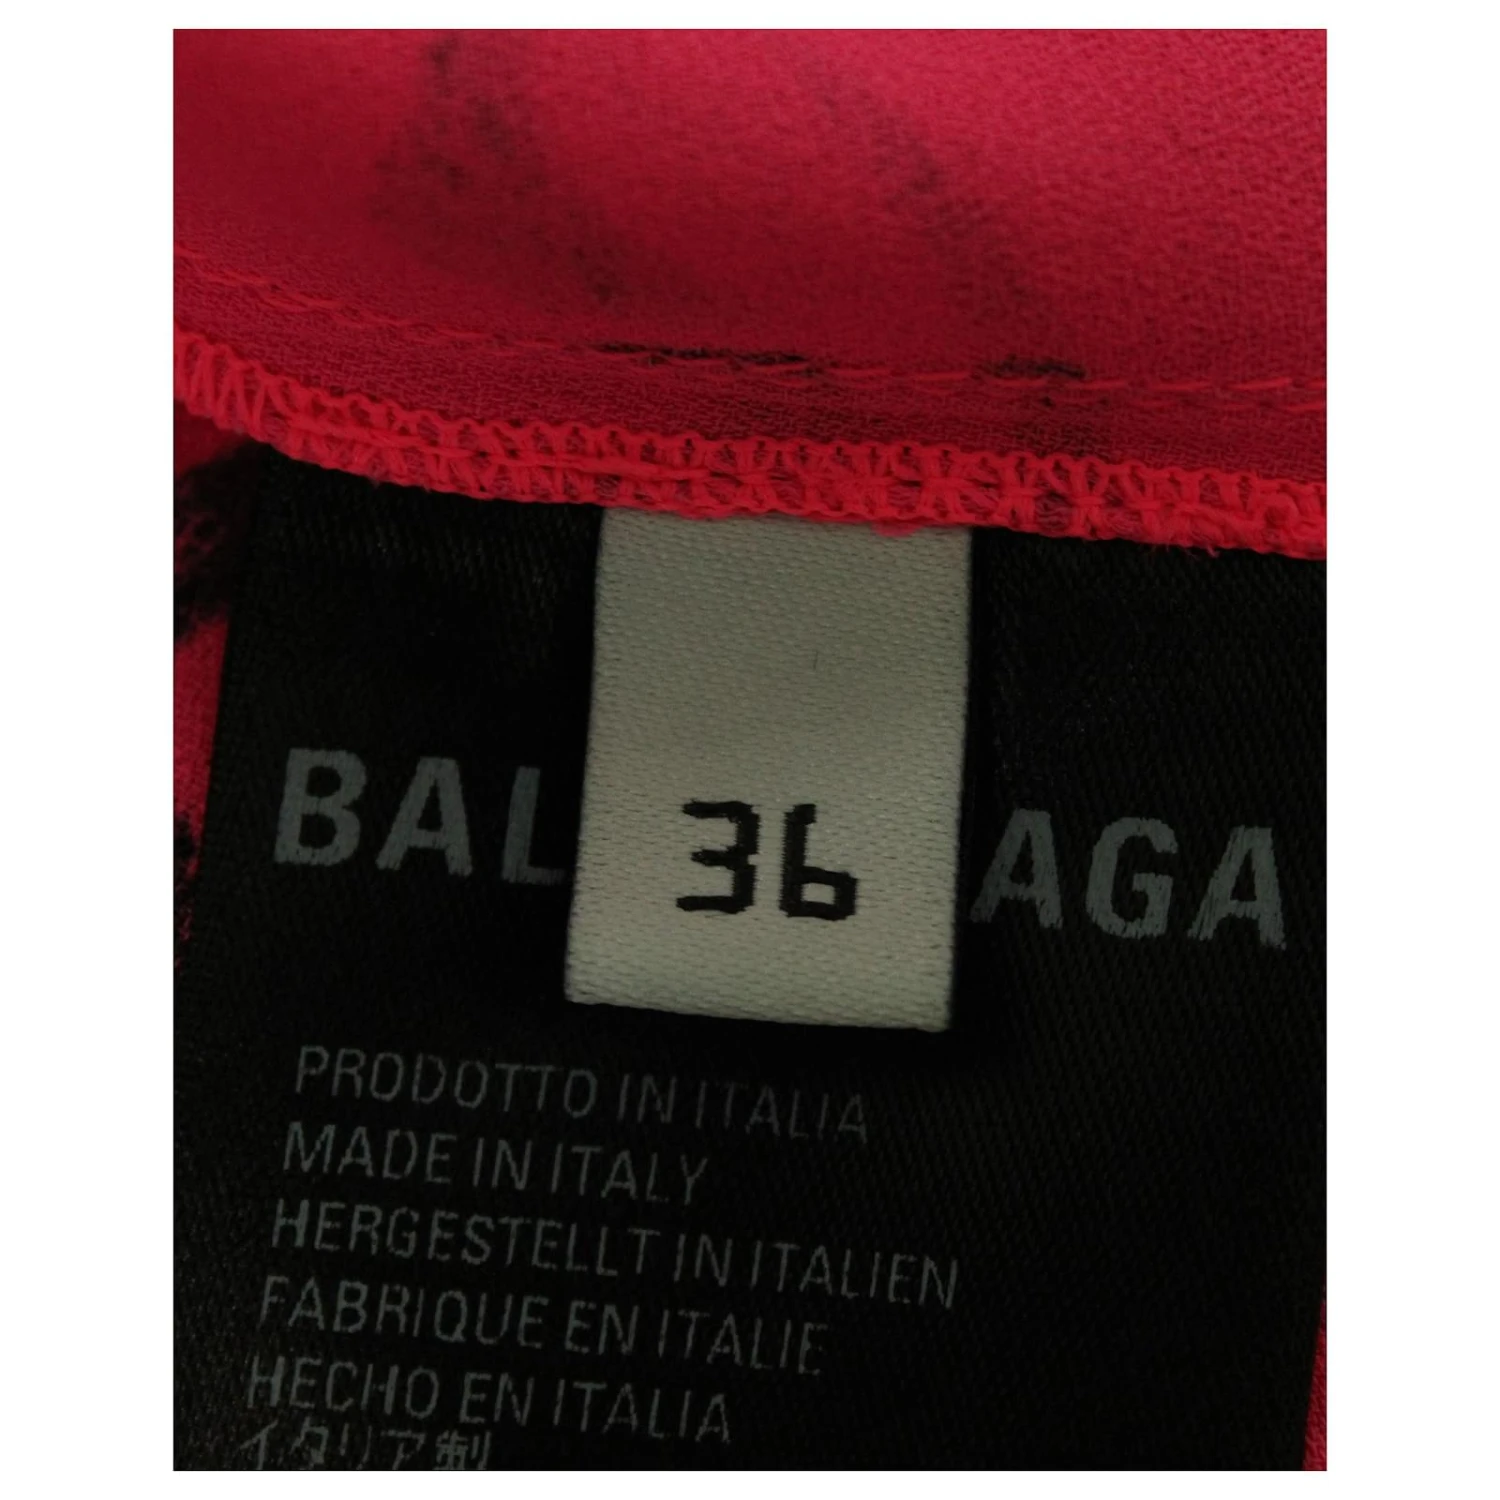 36
BAL AGA
PRODOTTO IN ITALIA
MADE IN ITALY
HERGESTELLT IN ITALIEN
FABRIQUE EN ITALIE
HECHO EN ITALIA
イタリア製